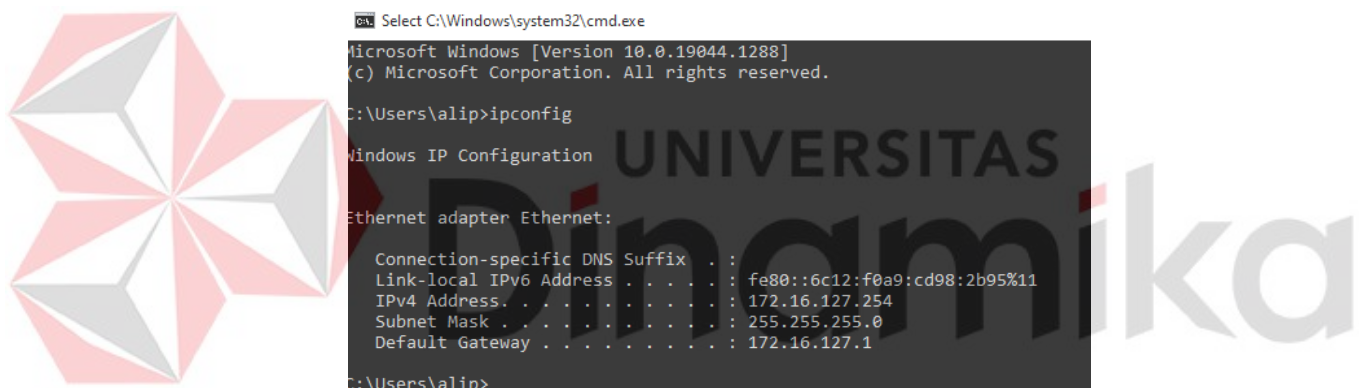 Select C:\Windows\system32\cmd.exe
Microsoft Windows [Version 10.0.19044.1288]
(c) Microsoft Corporation. All rights reserved.
C:\Users\alip>ipconfig
Windows IP Configuration
UNIVERSITAS
Dinamika
Ethernet adapter Ethernet:
Connection-specific DNS Suffix  . :
Link-local IPv6 Address . . . . . : fe80::6c12:f0a9:cd98:2b95%11
IPv4 Address. . . . . . . . . . . : 172.16.127.254
Subnet Mask . . . . . . . . . . . : 255.255.255.0
Default Gateway . . . . . . . . . : 172.16.127.1
C:\Users\alip>